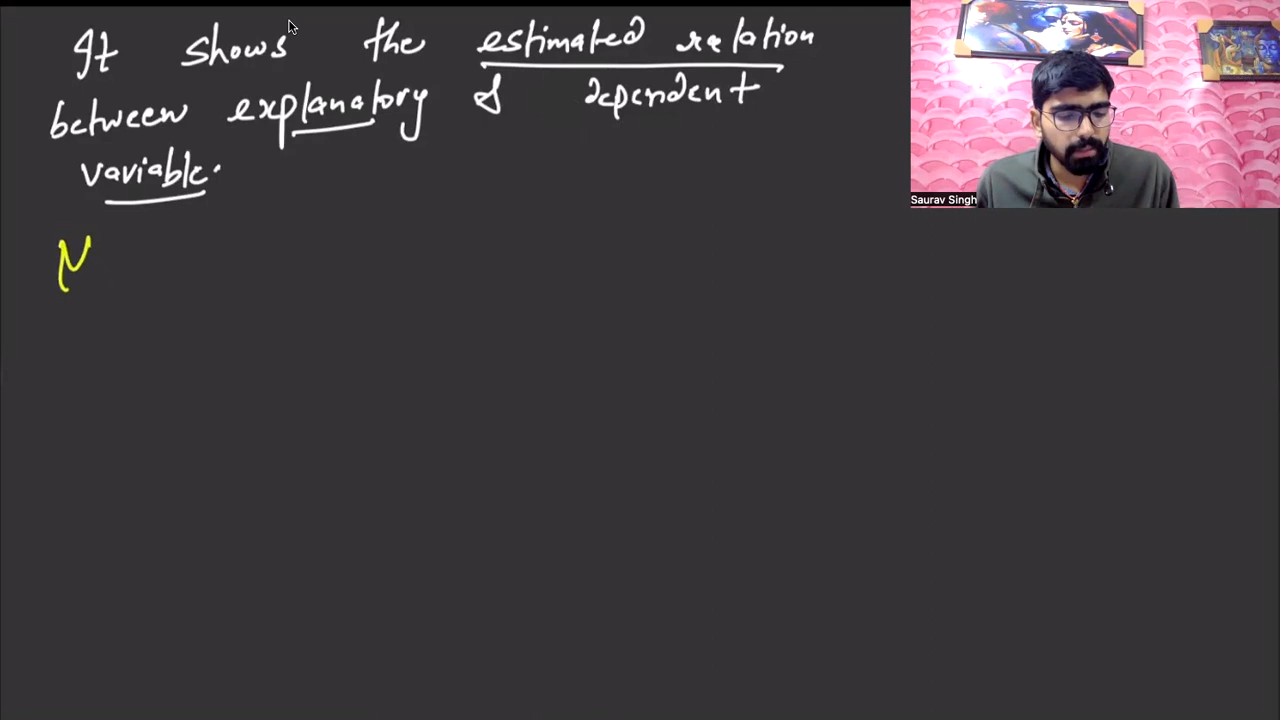 It shows the estimated relation
between explanatory & dependent
variable.
N
Saurav Singh